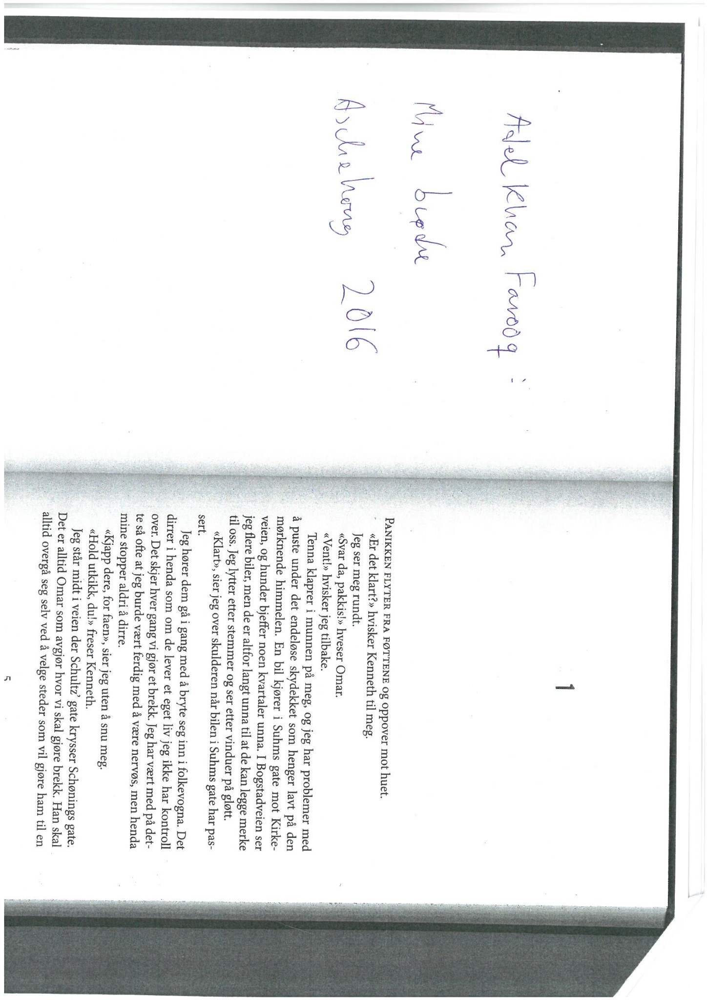 Adel Khan Farooq:
Mine brødre
Aschehoug 2016
1
PANIKKEN FLYTER FRA FØTTENE og oppover mot huet.
«Er det klart?» hvisker Kenneth til meg.
Jeg ser meg rundt.
«Svar da, pakkis!» hveser Omar.
«Vent!» hvisker jeg tilbake.
Tenna klaprer i munnen på meg, og jeg har problemer med
å puste under det endeløse skydekket som henger lavt på den
mørknende himmelen. En bil kjører i Suhms gate mot Kirke-
veien, og hunder bjeffer noen kvartaler unna. I Bogstadveien ser
jeg flere biler, men de er altfor langt unna til at de kan legge merke
til oss. Jeg lytter etter stemmer og ser etter vinduer på gløtt.
«Klart», sier jeg over skulderen når bilen i Suhms gate har pas-
sert.
Jeg hører dem gå i gang med å bryte seg inn i folkevogna. Det
dirrer i henda som om de lever et eget liv jeg ikke har kontroll
over. Det skjer hver gang vi gjør et brekk. Jeg har vært med på det-
te så ofte at jeg burde vært ferdig med å være nervøs, men henda
mine stopper aldri å dirre.
«Kjapp dere, for faen», sier jeg uten å snu meg.
«Hold utkikk, du!» freser Kenneth.
Jeg står midt i veien der Schultz’ gate krysser Schønings gate.
Det er alltid Omar som avgjør hvor vi skal gjøre brekk. Han skal
alltid overgå seg selv ved å velge steder som vil gjøre ham til en
5